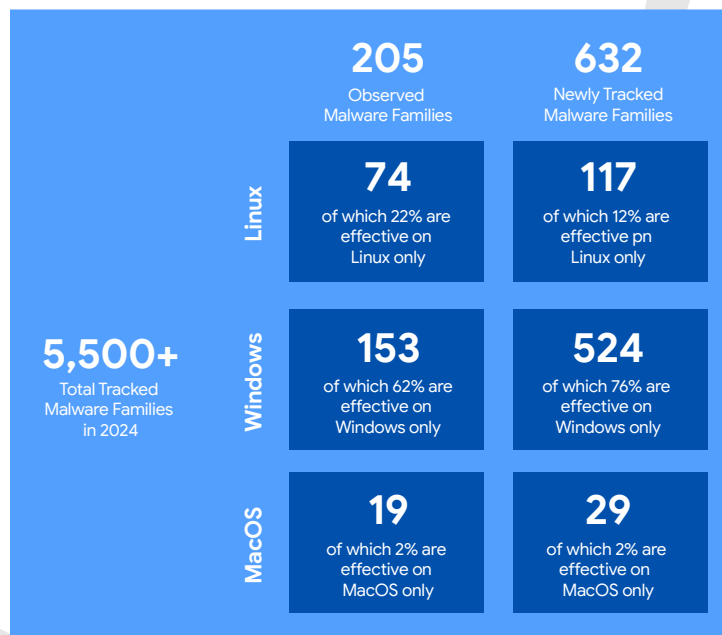 205
Observed
Malware Families
632
Newly Tracked
Malware Families
Linux
74
of which 22% are
effective on
Linux only
117
of which 12% are
effective pn
Linux only
5,500+
Total Tracked
Malware Families
in 2024
Windows
153
of which 62% are
effective on
Windows only
524
of which 76% are
effective on
Windows only
MacOS
19
of which 2% are
effective on
MacOS only
29
of which 2% are
effective on
MacOS only